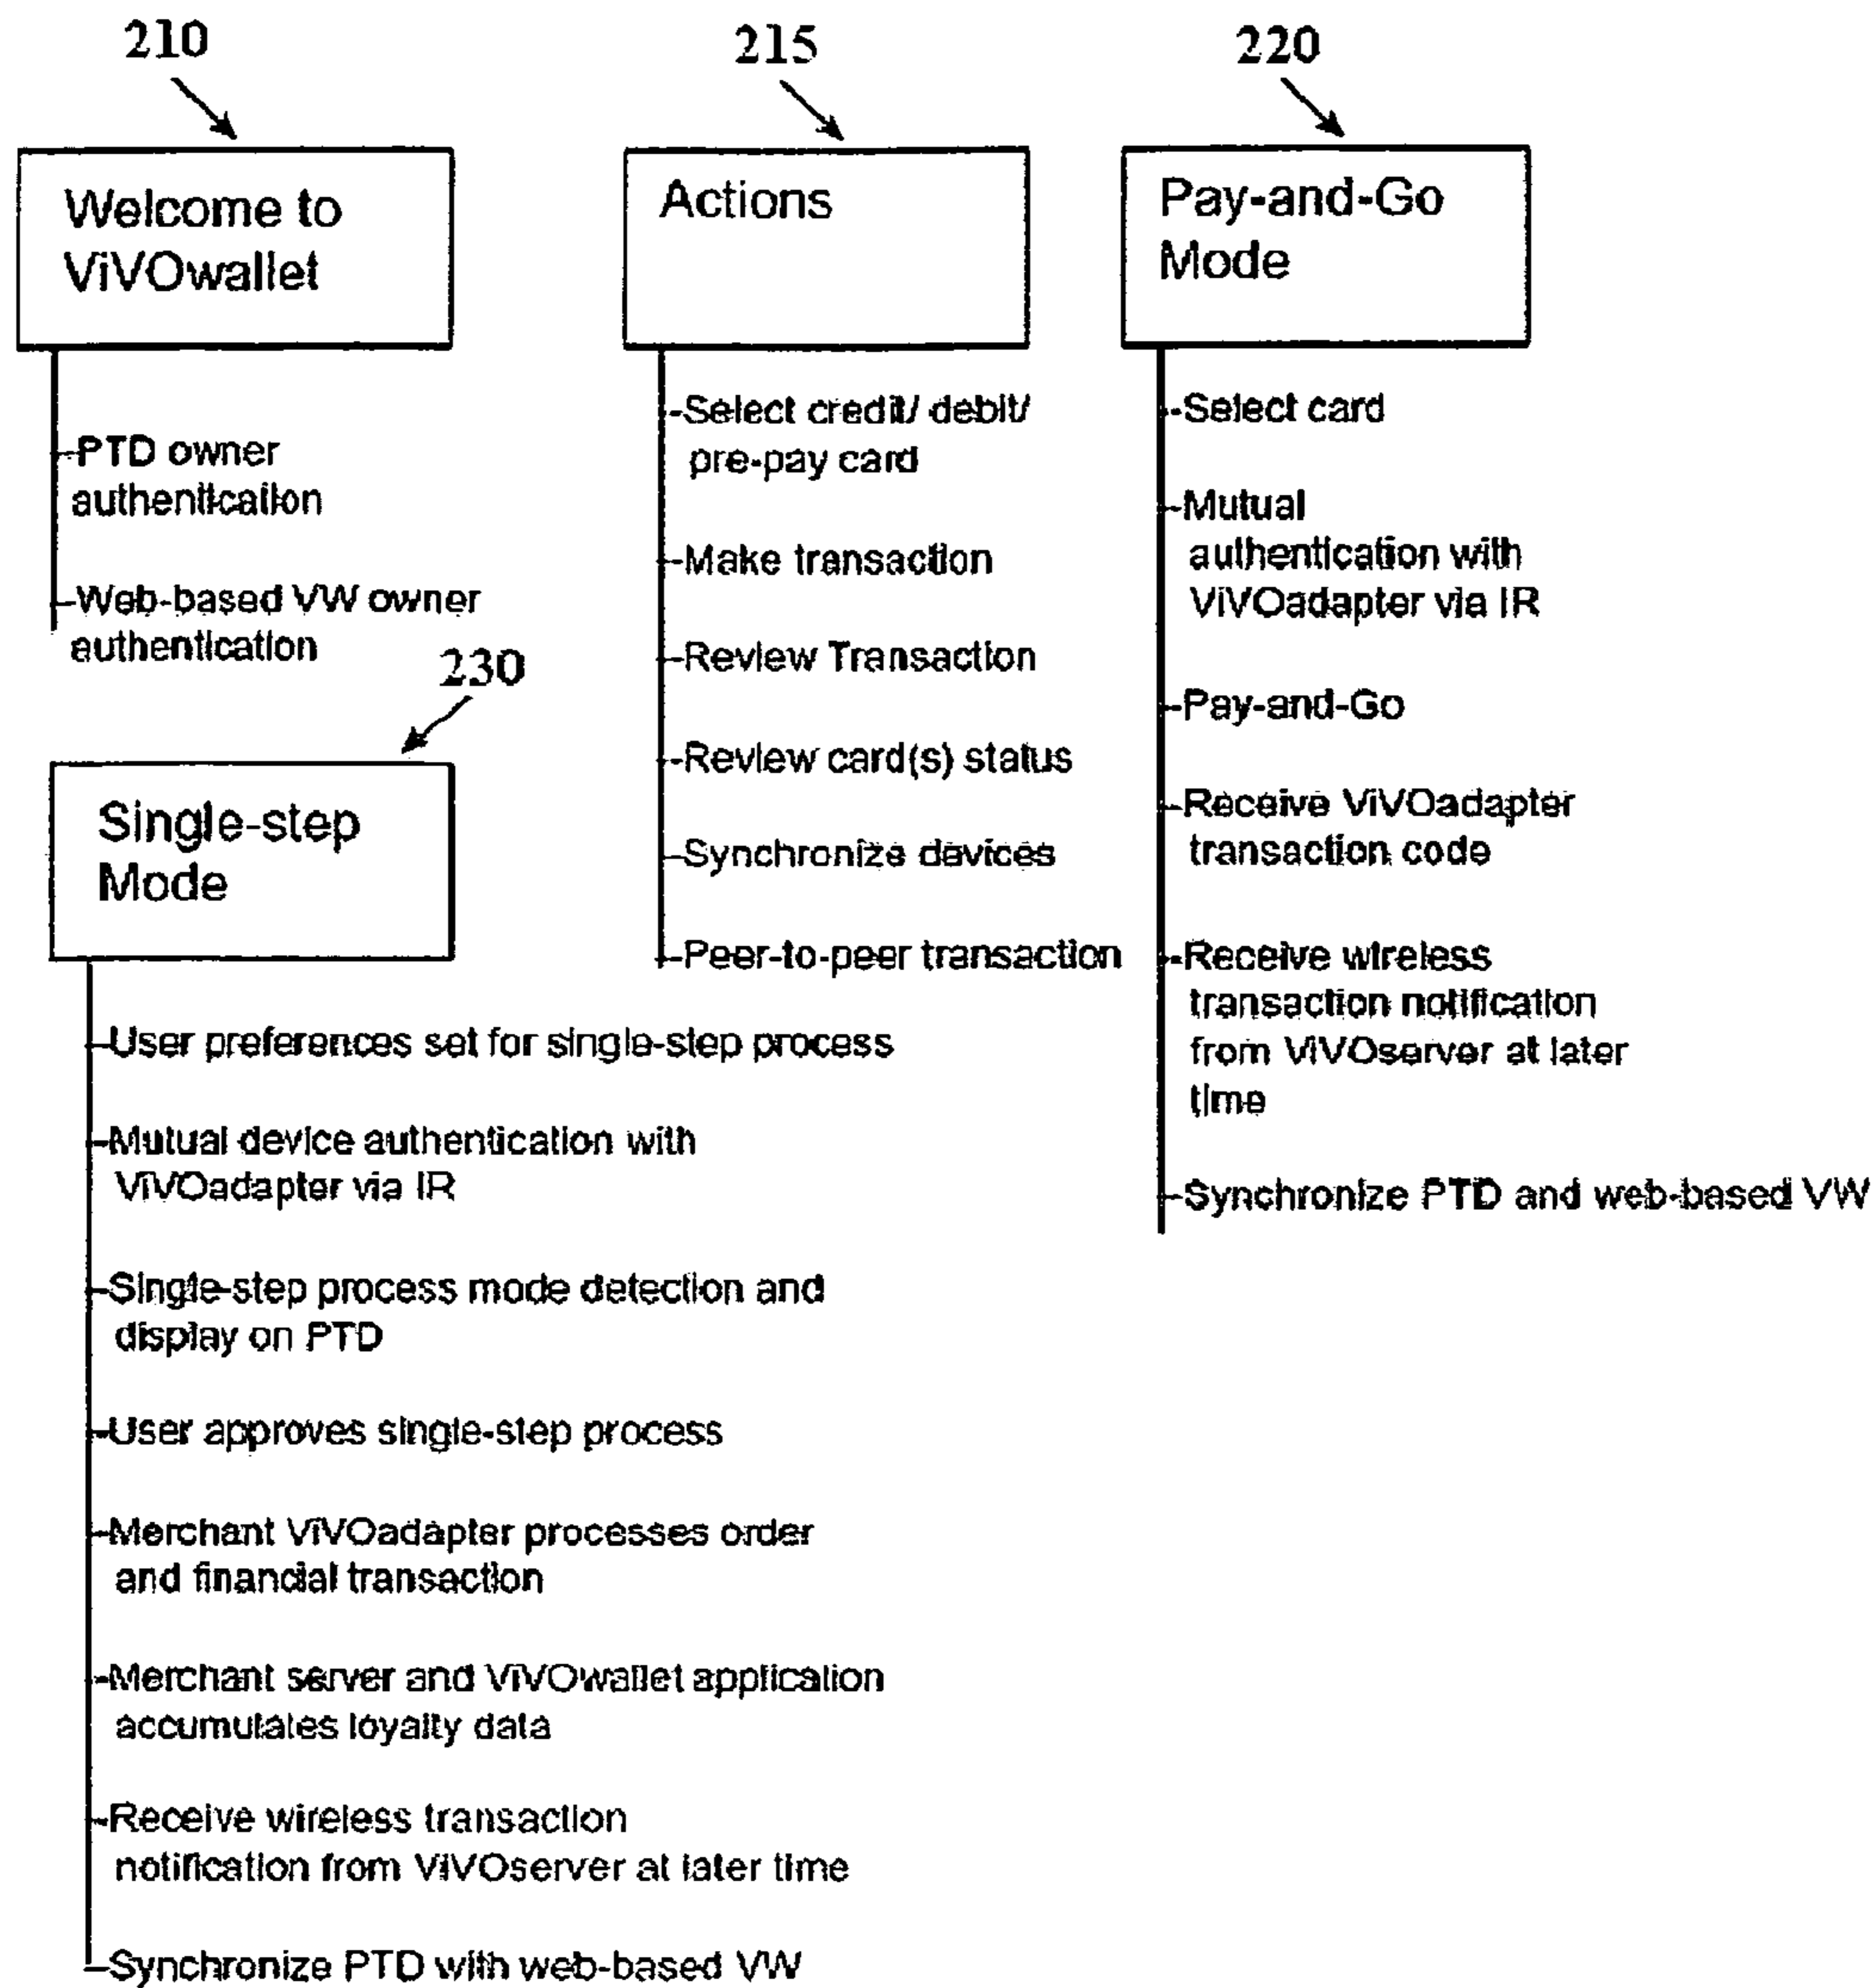 210
Welcome to
ViVOwallet
PTD owner
authentication
Web-based VW owner
authentication
215
Actions
Select credit/ debit/
pre-pay card
Make transaction
Review Transaction
Review card(s) status
Synchronize devices
Peer-to-peer transaction
220
Pay-and-Go
Mode
Select card
Mutual
authentication with
ViVOadapter via IR
Pay-and-Go
Receive ViVOadapter
transaction code
Receive wireless
transaction notification
from ViVOserver at later
time
Synchronize PTD and web-based VW
230
Single-step
Mode
User preferences set for single-step process
Mutual device authentication with
ViVOadapter via IR
Single-step process mode detection and
display on PTD
User approves single-step process
Merchant ViVOadapter processes order
and financial transaction
Merchant server and ViVOwallet application
accumulates loyalty data
Receive wireless transaction
notification from ViVOserver at later time
Synchronize PTD with web-based VW